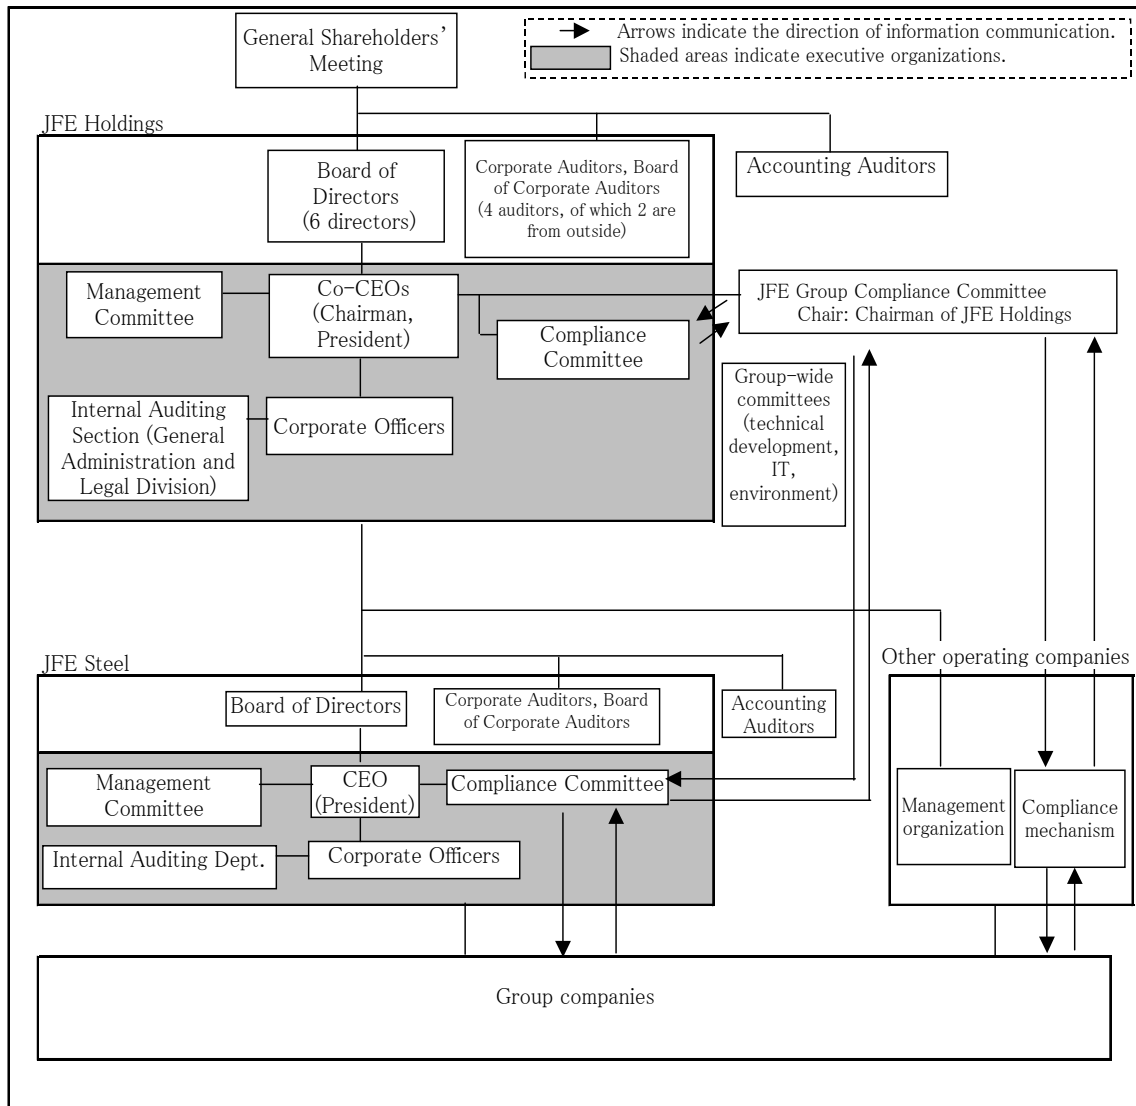 General Shareholders’
Meeting
Arrows indicate the direction of information communication.
Shaded areas indicate executive organizations.
JFE Holdings
Board of
Directors
(6 directors)
Corporate Auditors, Board
of Corporate Auditors
(4 auditors, of which 2 are
from outside)
Accounting Auditors
Management
Committee
Co-CEOs
(Chairman,
President)
Compliance
Committee
JFE Group Compliance Committee
Chair: Chairman of JFE Holdings
Internal Auditing
Section (General
Administration and
Legal Division)
Corporate Officers
Group-wide
committees
(technical
development,
IT,
environment)
JFE Steel
Other operating companies
Board of Directors
Corporate Auditors, Board
of Corporate Auditors
Accounting
Auditors
Management
Committee
CEO
(President)
Compliance Committee
Management
organization
Compliance
mechanism
Internal Auditing Dept.
Corporate Officers
Group companies